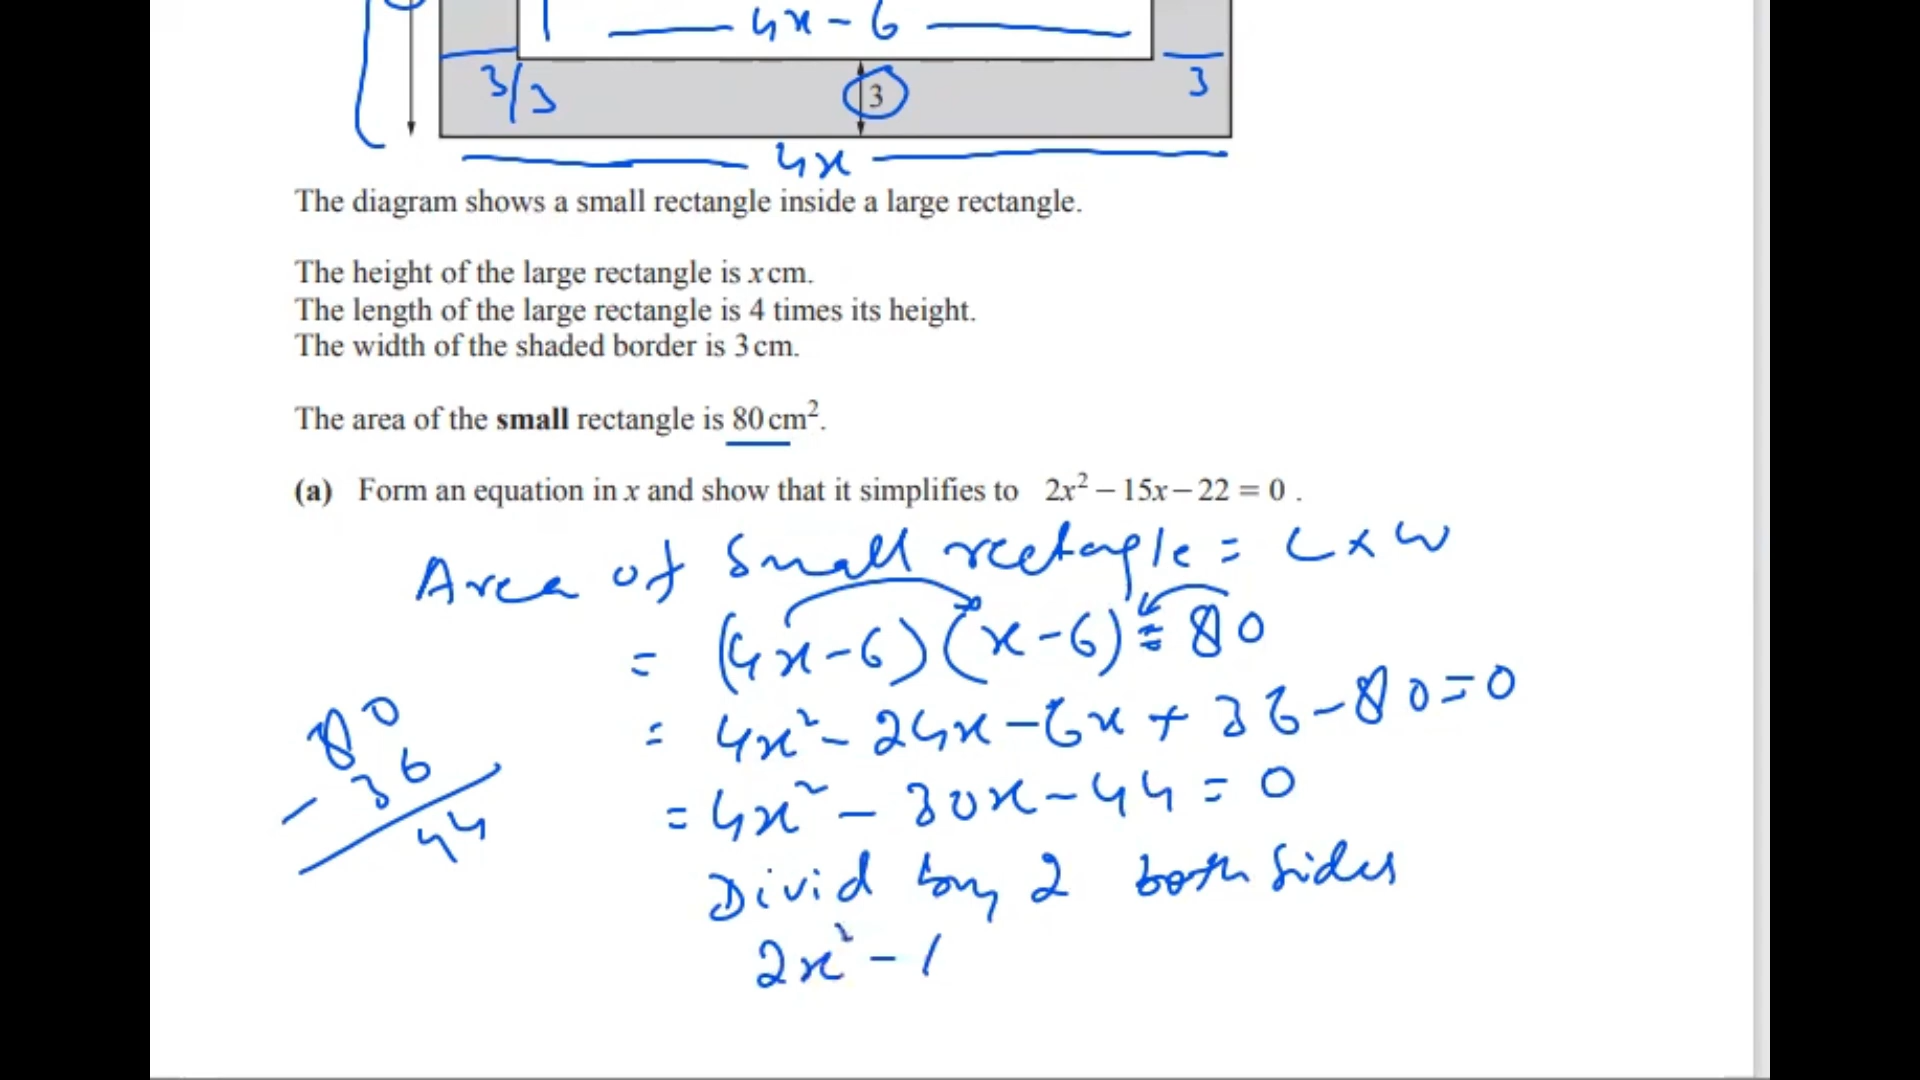 4x - 6
3/3
3
3
4x
The diagram shows a small rectangle inside a large rectangle.
The height of the large rectangle is x cm.
The length of the large rectangle is 4 times its height.
The width of the shaded border is 3 cm.
The area of the small rectangle is 80 cm².
(a) Form an equation in x and show that it simplifies to 2x² – 15x – 22 = 0 .
Area of Small rectagle = L x W
= (4x-6)(x-6) = 80
= 4x² - 24x - 6x + 36 - 80 = 0
80
- 36
44
= 4x² - 30x - 44 = 0
Divid by 2 both Sides
2x² - 1